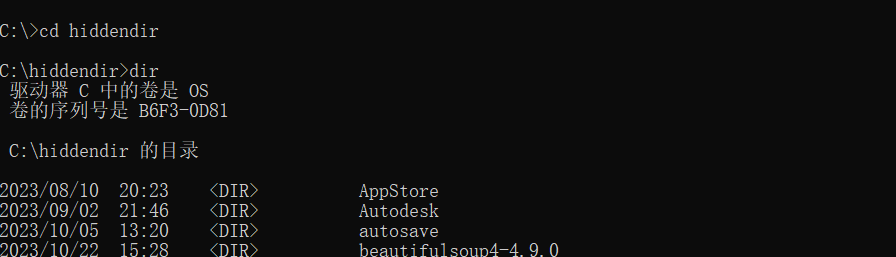 C:\>cd hiddendir
C:\hiddendir>dir
驱动器 C 中的卷是 OS
卷的序列号是 B6F3-0D81
C:\hiddendir 的目录
2023/08/10  20:23    <DIR>          AppStore
2023/09/02  21:46    <DIR>          Autodesk
2023/10/05  13:20    <DIR>          autosave
2023/10/22  15:28    <DIR>          beautifulsoup4-4.9.0